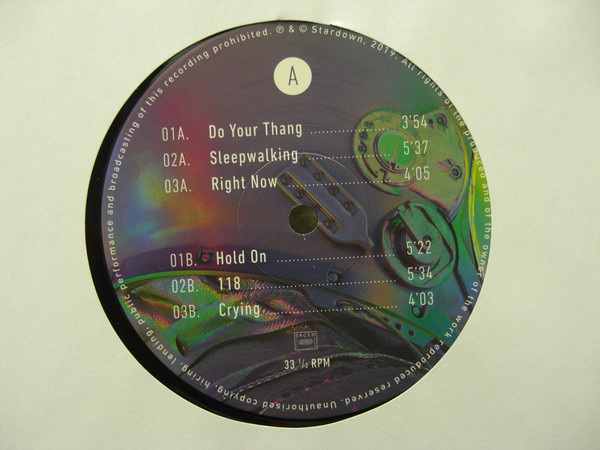 A
01A. Do Your Thang ............ 3'54
02A. Sleepwalking ............ 5'37
03A. Right Now ............ 4'05
01B. Hold On ............ 5'22
02B. 118 ............ 5'34
03B. Crying ............ 4'03
SACEM
33 ⅓ RPM
℗ & © Stardown, 2019. All rights of the produced and of the owner of the work reproduced reserved. Unauthorised copying, hiring, lending, public performance and broadcasting of this recording prohibited.